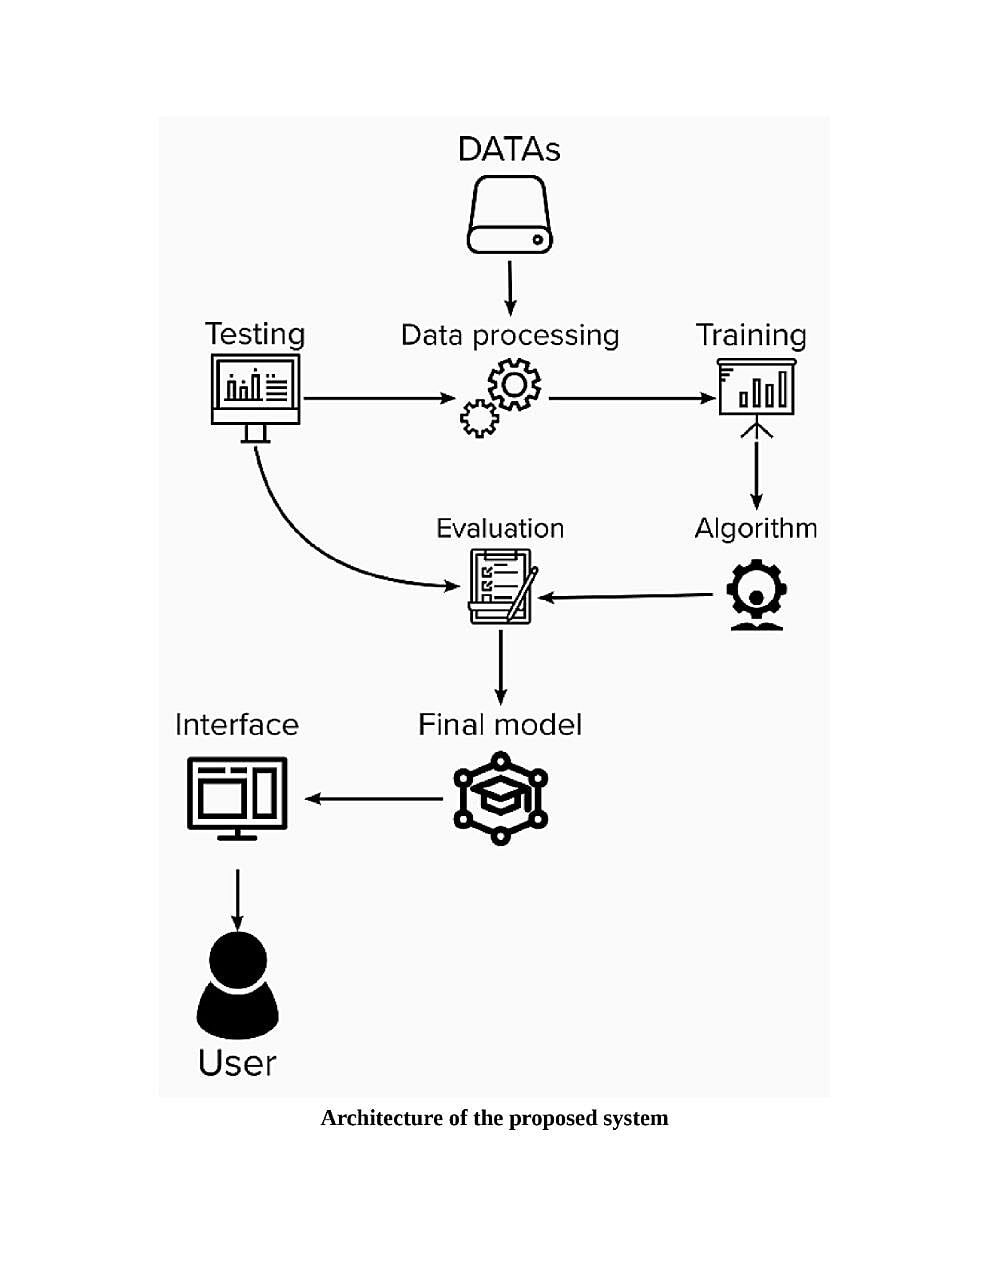 DATAs
Testing
Data processing
Training
Evaluation
Algorithm
Interface
Final model
User
Architecture of the proposed system